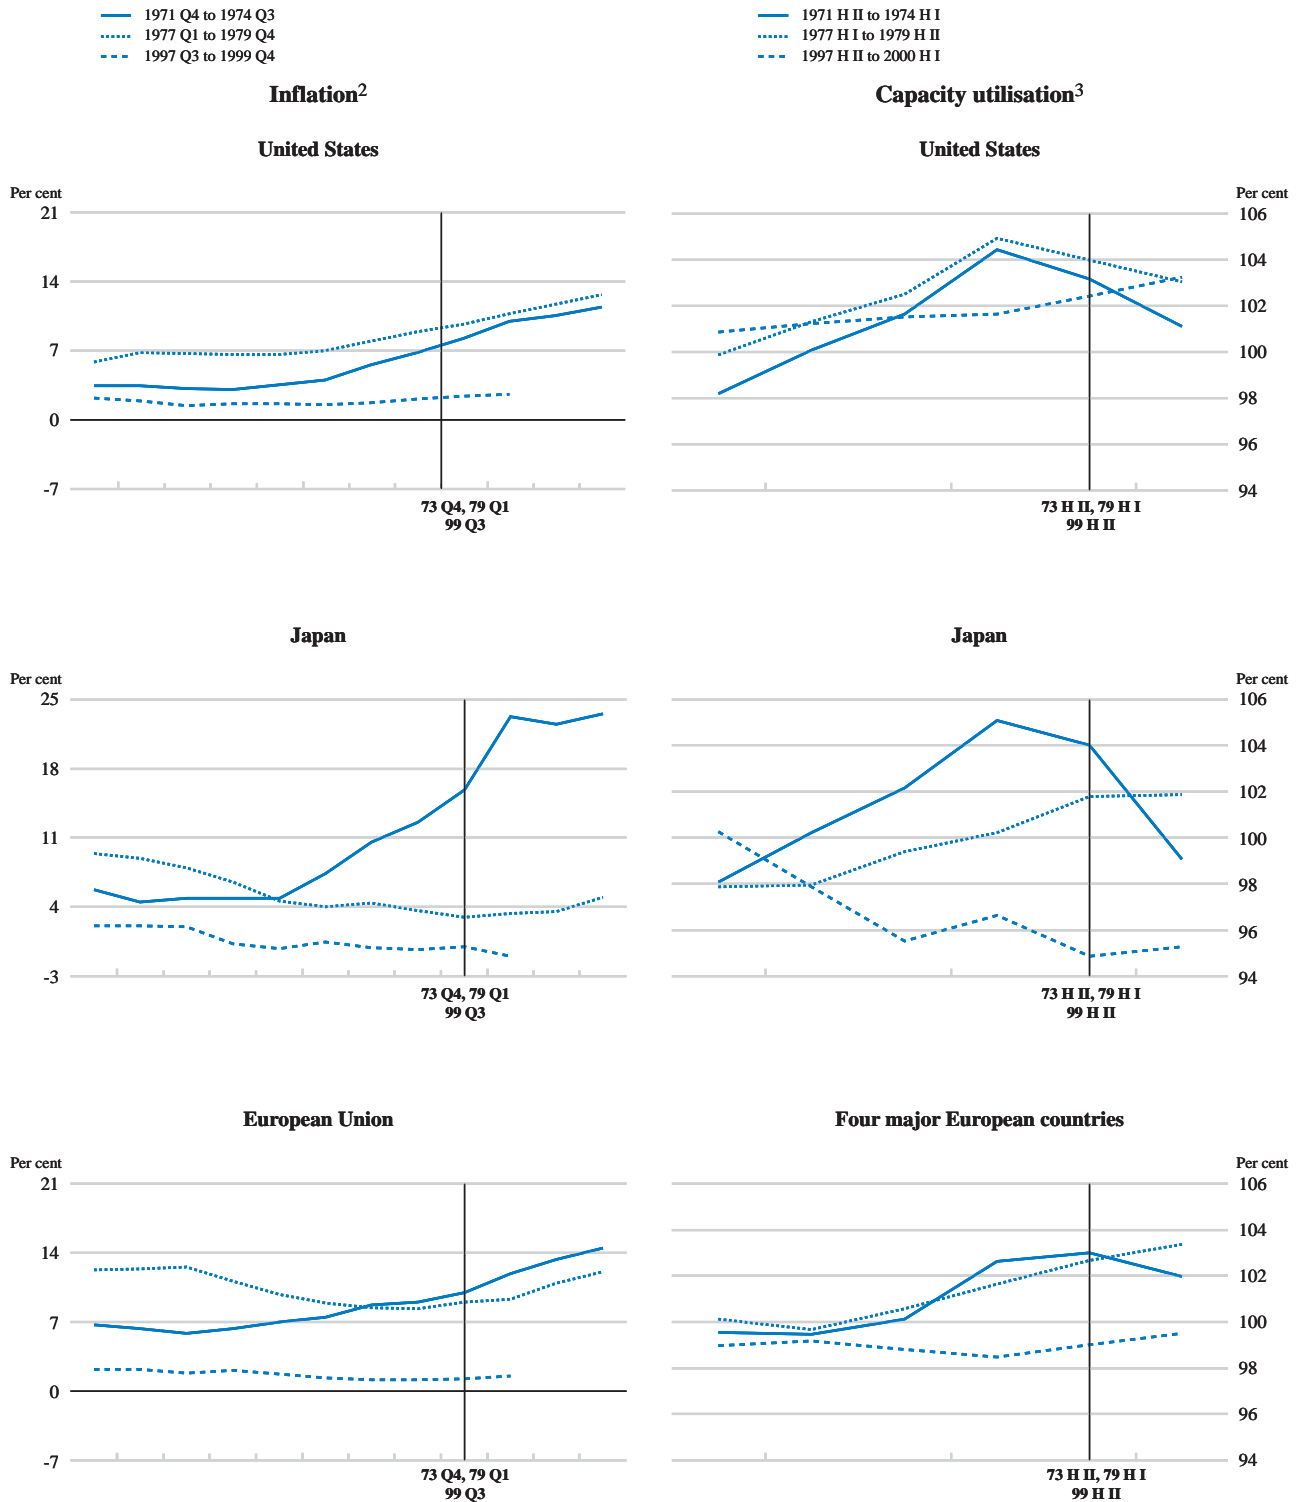 1971 Q4 to 1974 Q3
1977 Q1 to 1979 Q4
1997 Q3 to 1999 Q4
1971 H II to 1974 H I
1977 H I to 1979 H II
1997 H II to 2000 H I
Inflation2
Capacity utilisation3
United States
Per cent
21
14
7
0
-7
73 Q4, 79 Q1
99 Q3
United States
Per cent
106
104
102
100
98
96
94
73 H II, 79 H I
99 H II
Japan
Per cent
25
18
11
4
-3
73 Q4, 79 Q1
99 Q3
Japan
Per cent
106
104
102
100
98
96
94
73 H II, 79 H I
99 H II
European Union
Per cent
21
14
7
0
-7
73 Q4, 79 Q1
99 Q3
Four major European countries
Per cent
106
104
102
100
98
96
94
73 H II, 79 H I
99 H II